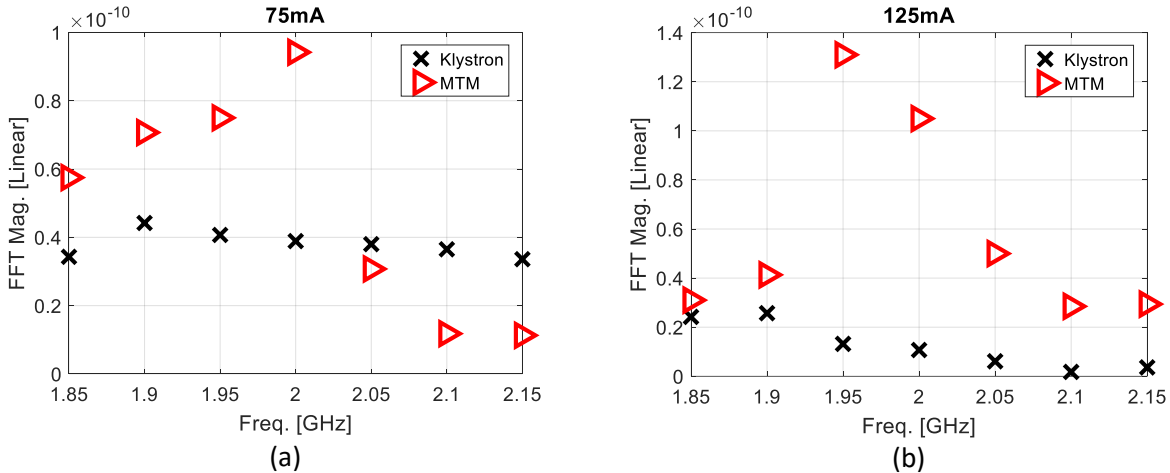 75mA
×10^-10
1
0.8
0.6
0.4
0.2
0
FFT Mag. [Linear]
Klystron
MTM
1.85
1.9
1.95
2
2.05
2.1
2.15
Freq. [GHz]
(a)
125mA
×10^-10
1.4
1.2
1
0.8
0.6
0.4
0.2
0
FFT Mag. [Linear]
Klystron
MTM
1.85
1.9
1.95
2
2.05
2.1
2.15
Freq. [GHz]
(b)